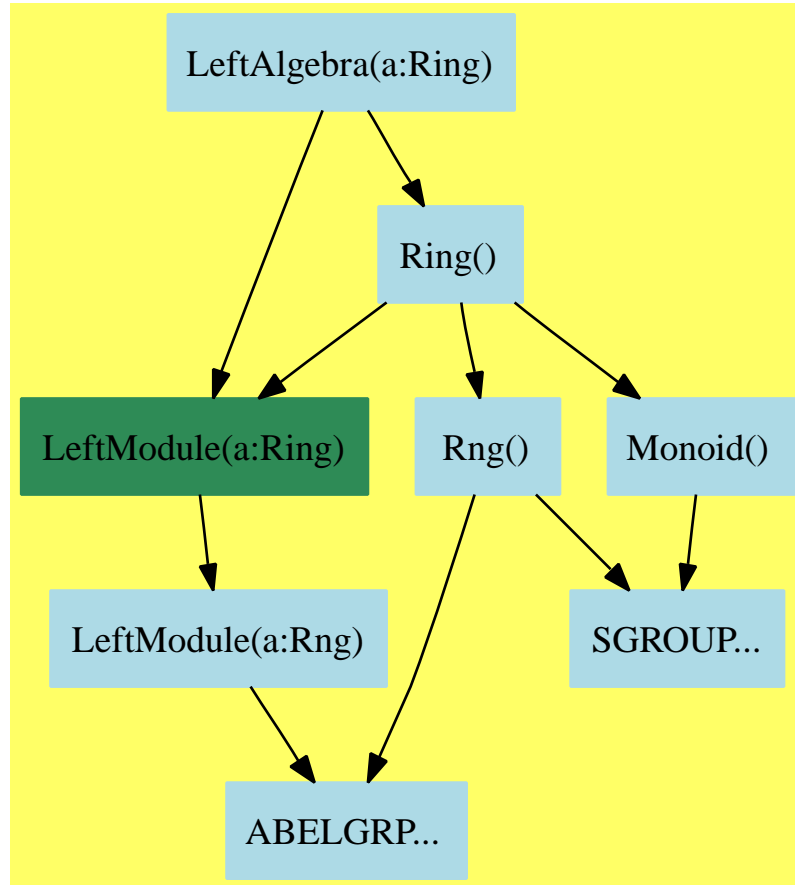 LeftAlgebra(a:Ring)
Ring()
LeftModule(a:Ring)
Rng()
Monoid()
LeftModule(a:Rng)
SGROUP...
ABELGRP...